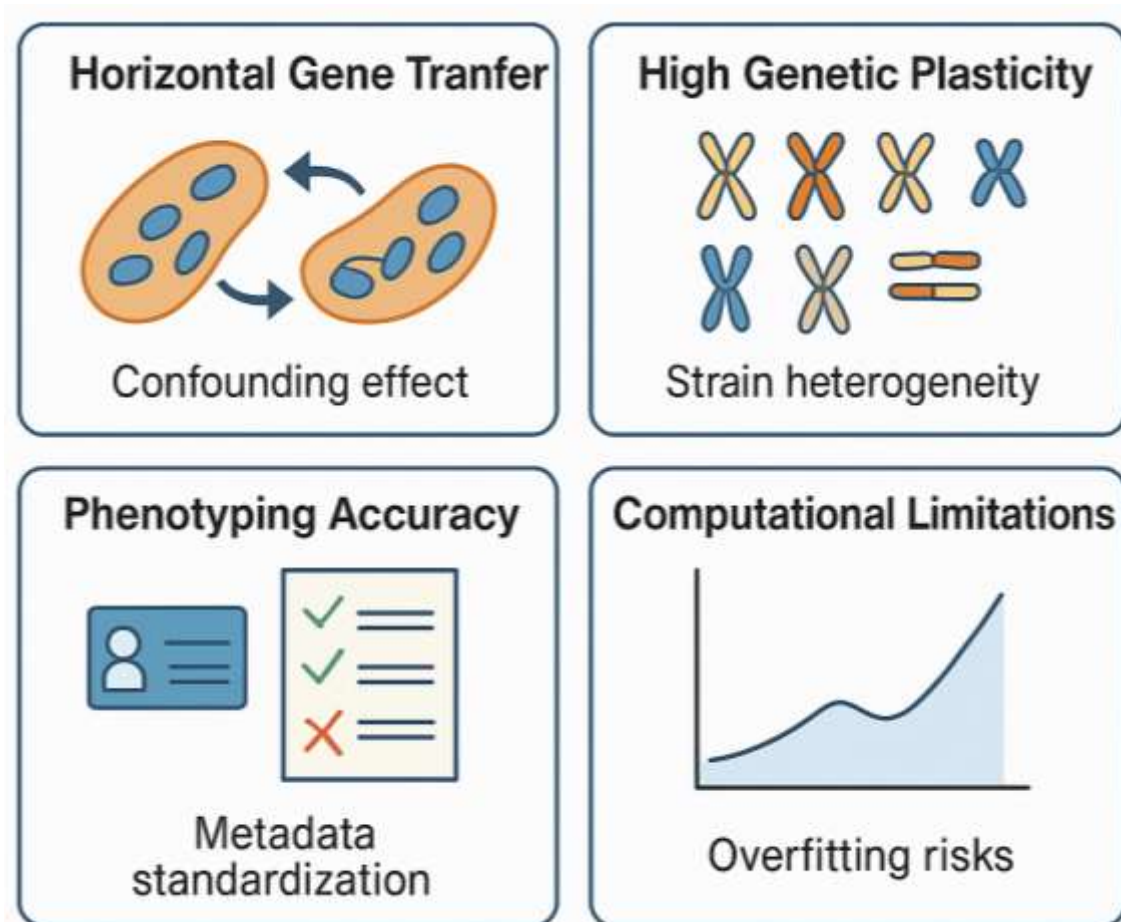 Horizontal Gene Tranfer
Confounding effect
High Genetic Plasticity
Strain heterogeneity
Phenotyping Accuracy
Metadata
standardization
Computational Limitations
Overfitting risks